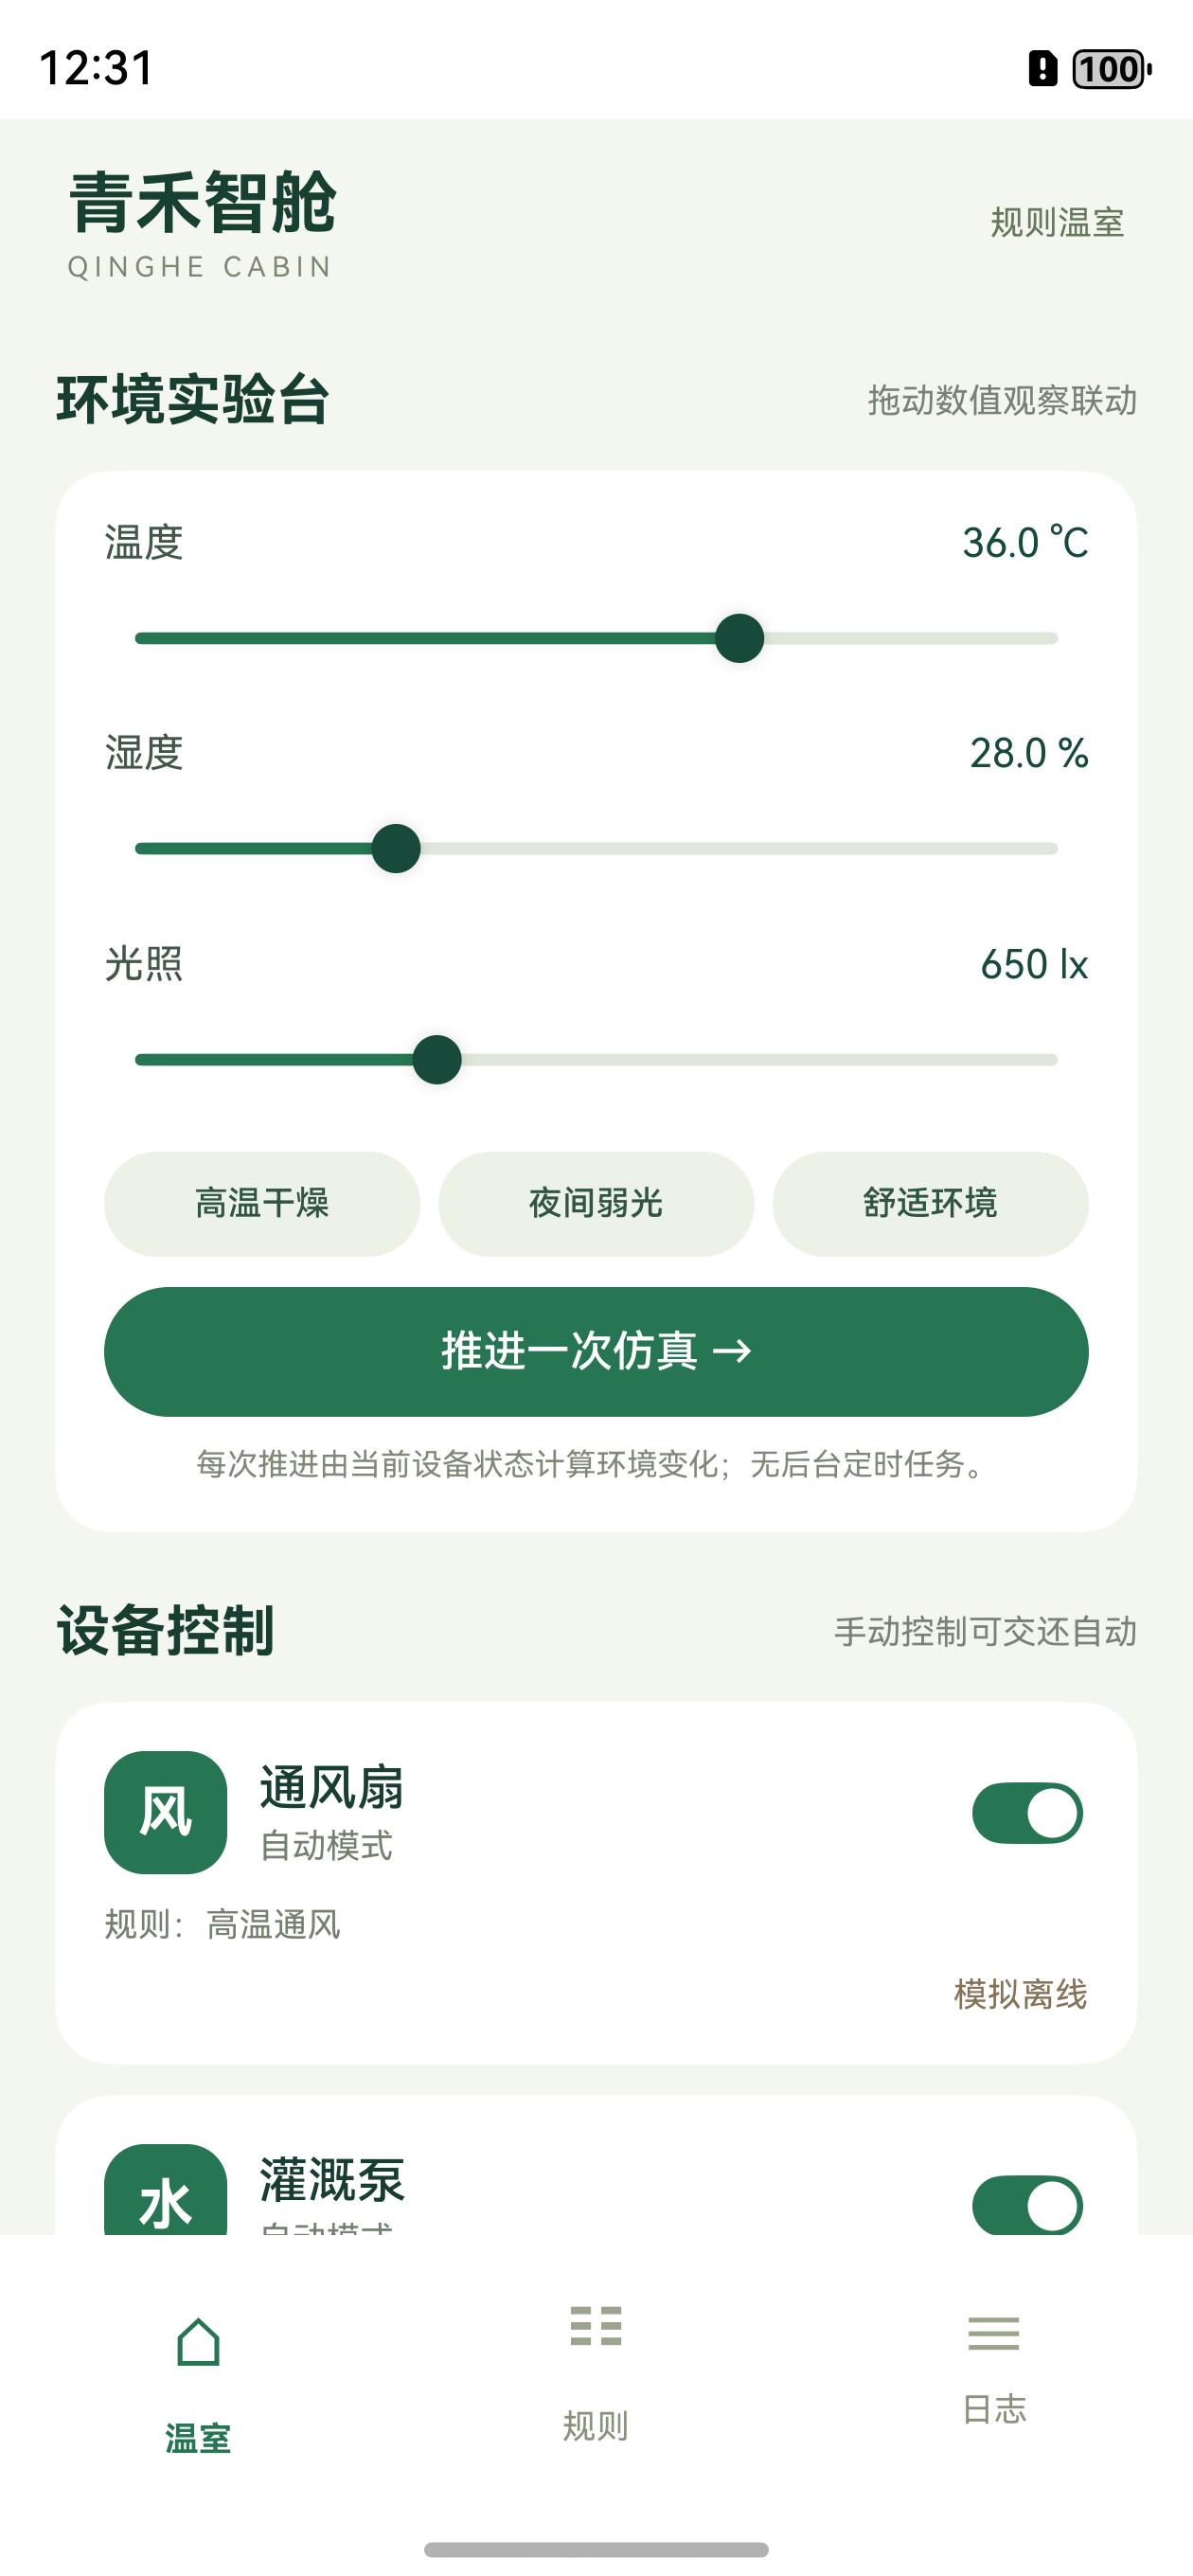 12:31
100
青禾智舱
QINGHE CABIN
规则温室
环境实验台
拖动数值观察联动
温度
36.0 °C
湿度
28.0 %
光照
650 lx
高温干燥
夜间弱光
舒适环境
推进一次仿真 →
每次推进由当前设备状态计算环境变化；无后台定时任务。
设备控制
手动控制可交还自动
风
通风扇
自动模式
规则：高温通风
模拟离线
水
灌溉泵
自动模式
温室
规则
日志